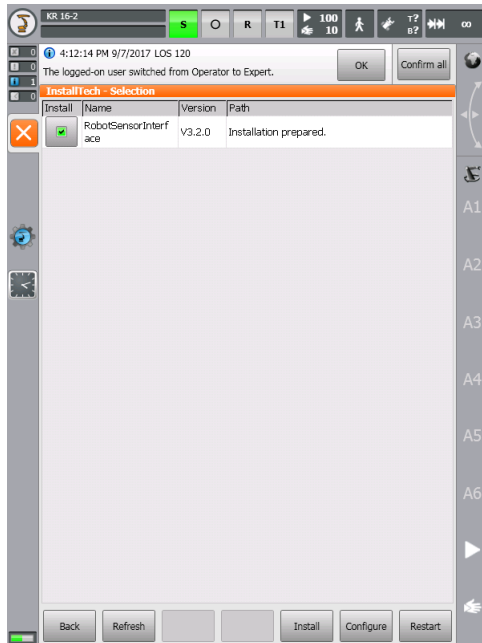 KR 16-2
S
O
R
T1
100
10
T?
B?
∞
0
0
1
0
4:12:14 PM 9/7/2017 LOS 120
The logged-on user switched from Operator to Expert.
OK
Confirm all
InstallTech - Selection
Install Name Version Path
RobotSensorInterf
ace
V3.2.0
Installation prepared.
A1
A2
A3
A4
A5
A6
Back
Refresh
Install
Configure
Restart